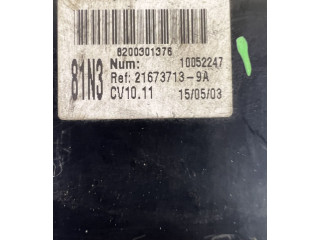 8200301376
81N3
Num: 10052247
Ref: 21673713-9A
CV10.11 15/05/03